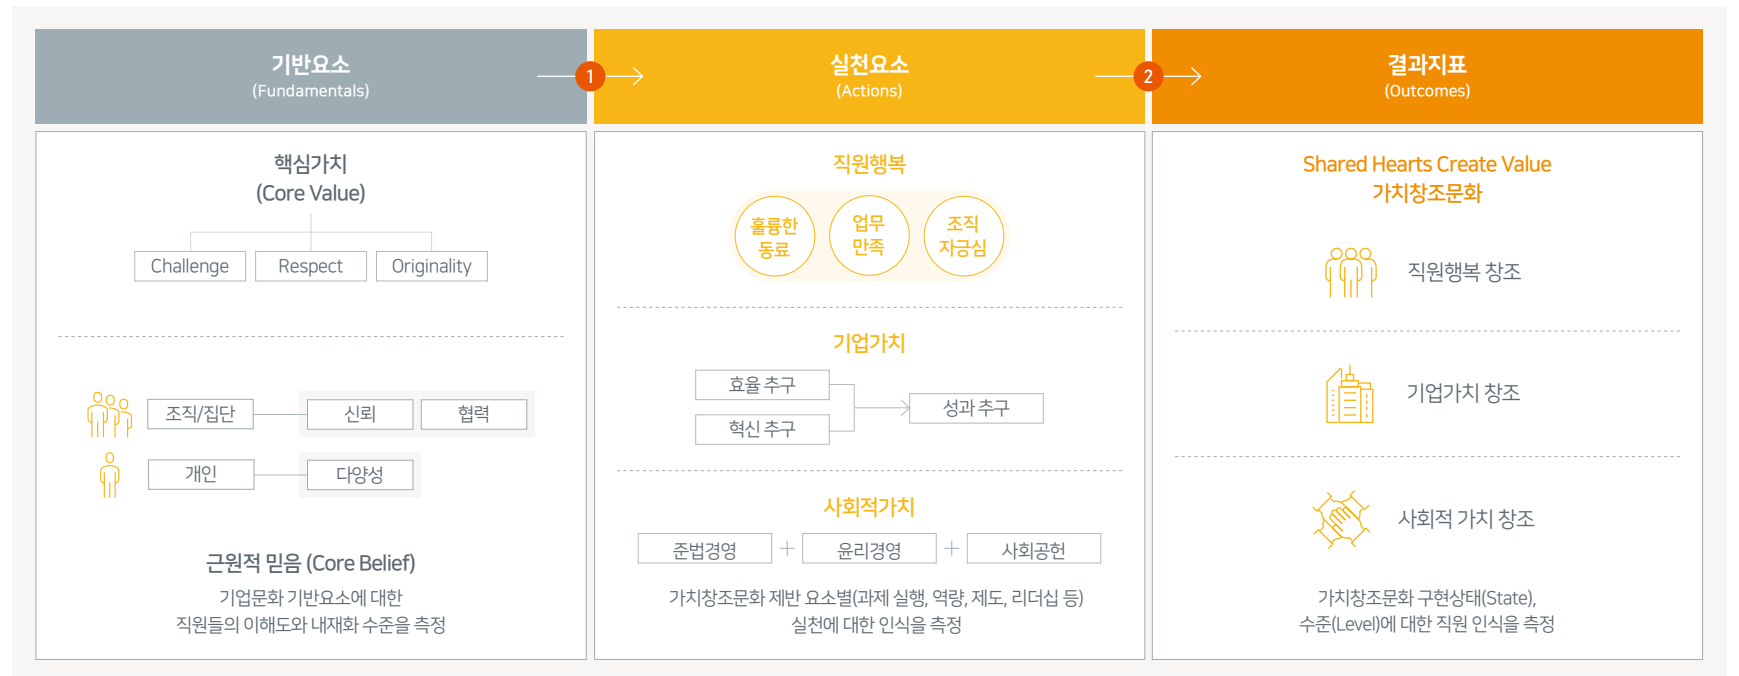 기반요소
(Fundamentals)
1
실천요소
(Actions)
2
결과지표
(Outcomes)
핵심가치
(Core Value)
Challenge
Respect
Originality
조직/집단
신뢰
협력
개인
다양성
근원적 믿음 (Core Belief)
기업문화 기반요소에 대한
직원들의 이해도와 내재화 수준을 측정
직원행복
훌륭한
동료
업무
만족
조직
자긍심
기업가치
효율 추구
혁신 추구
성과 추구
사회적가치
준법경영 + 윤리경영 + 사회공헌
가치창조문화 제반 요소별(과제 실행, 역량, 제도, 리더십 등)
실천에 대한 인식을 측정
Shared Hearts Create Value
가치창조문화
직원행복 창조
기업가치 창조
사회적 가치 창조
가치창조문화 구현상태(State),
수준(Level)에 대한 직원 인식을 측정